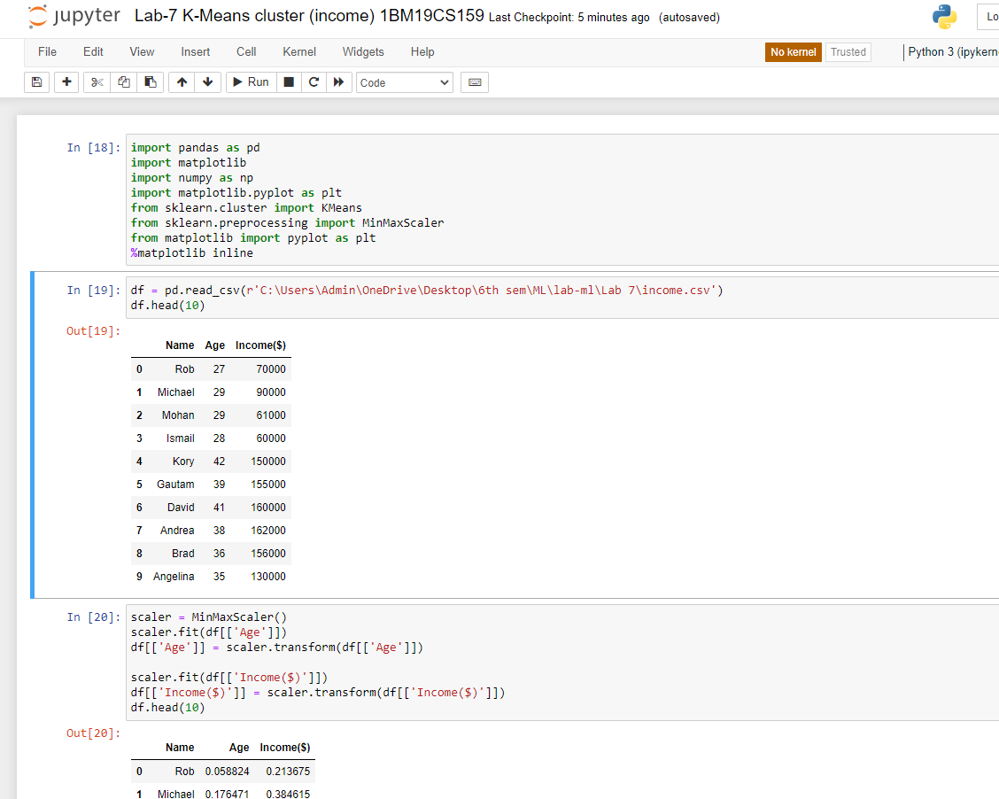 jupyter Lab-7 K-Means cluster (income) 1BM19CS159 Last Checkpoint: 5 minutes ago (autosaved) Lo
File Edit View Insert Cell Kernel Widgets Help No kernel Trusted Python 3 (ipykern
Run Code
In [18]: import pandas as pd
import matplotlib
import numpy as np
import matplotlib.pyplot as plt
from sklearn.cluster import KMeans
from sklearn.preprocessing import MinMaxScaler
from matplotlib import pyplot as plt
%matplotlib inline
In [19]: df = pd.read_csv(r'C:\Users\Admin\OneDrive\Desktop\6th sem\ML\lab-ml\Lab 7\income.csv')
df.head(10)
Out[19]:
Name Age Income($)
0 Rob 27 70000
1 Michael 29 90000
2 Mohan 29 61000
3 Ismail 28 60000
4 Kory 42 150000
5 Gautam 39 155000
6 David 41 160000
7 Andrea 38 162000
8 Brad 36 156000
9 Angelina 35 130000
In [20]: scaler = MinMaxScaler()
scaler.fit(df[['Age']])
df[['Age']] = scaler.transform(df[['Age']])
scaler.fit(df[['Income($)']])
df[['Income($)']] = scaler.transform(df[['Income($)']])
df.head(10)
Out[20]:
Name Age Income($)
0 Rob 0.058824 0.213675
1 Michael 0.176471 0.384615